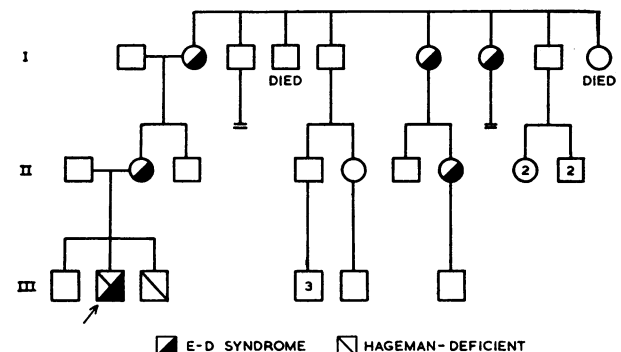 I
DIED
DIED
II
2
2
III
3
E-D SYNDROME
HAGEMAN-DEFICIENT